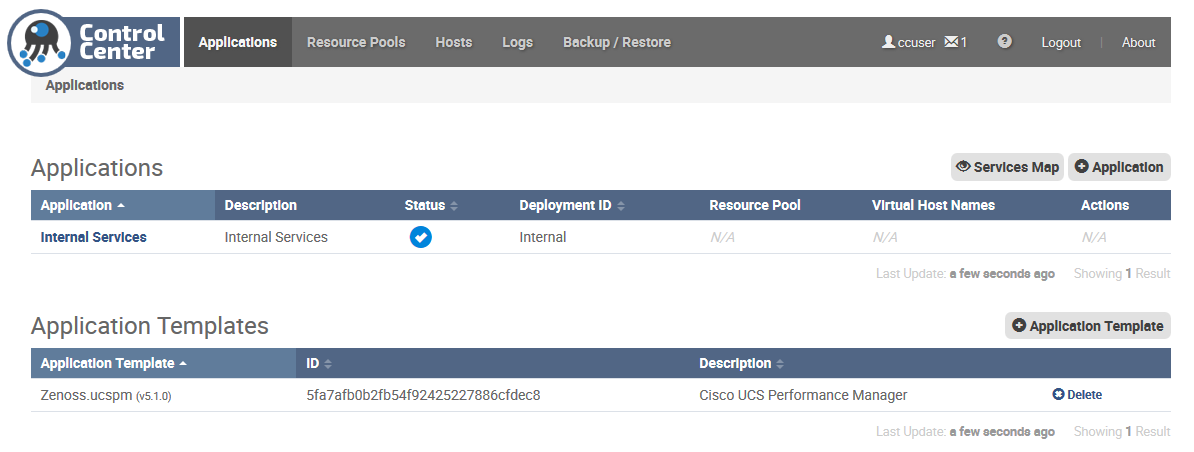 Control Center Applications Resource Pools Hosts Logs Backup / Restore ccuser 1 ? Logout | About
Applications
Applications Services Map Application
Application Description Status Deployment ID Resource Pool Virtual Host Names Actions
Internal Services Internal Services Internal N/A N/A N/A
Last Update: a few seconds ago Showing 1 Result
Application Templates Application Template
Application Template ID Description
Zenoss.ucspm (v5.1.0) 5fa7afb0b2fb54f92425227886cfdec8 Cisco UCS Performance Manager Delete
Last Update: a few seconds ago Showing 1 Result